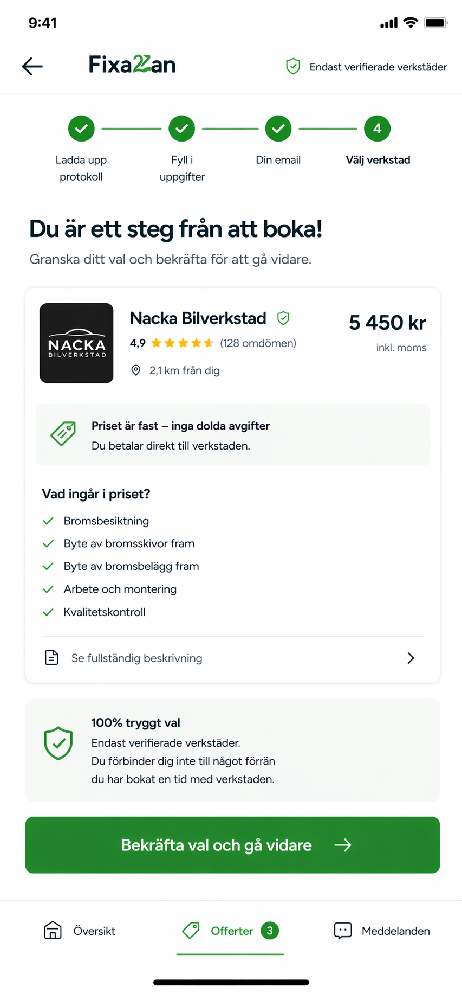 9:41
Fixa22an
Endast verifierade verkstäder
4
Ladda upp
protokoll
Fyll i
uppgifter
Din email
Välj verkstad
Du är ett steg från att boka!
Granska ditt val och bekräfta för att gå vidare.
NACKA
BILVERKSTAD
Nacka Bilverkstad
4,9 (128 omdömen)
2,1 km från dig
5 450 kr
inkl. moms
Priset är fast – inga dolda avgifter
Du betalar direkt till verkstaden.
Vad ingår i priset?
Bromsbesiktning
Byte av bromsskivor fram
Byte av bromsbelägg fram
Arbete och montering
Kvalitetskontroll
Se fullständig beskrivning
100% tryggt val
Endast verifierade verkstäder.
Du förbinder dig inte till något förrän
du har bokat en tid med verkstaden.
Bekräfta val och gå vidare
Översikt
Offerter 3
Meddelanden